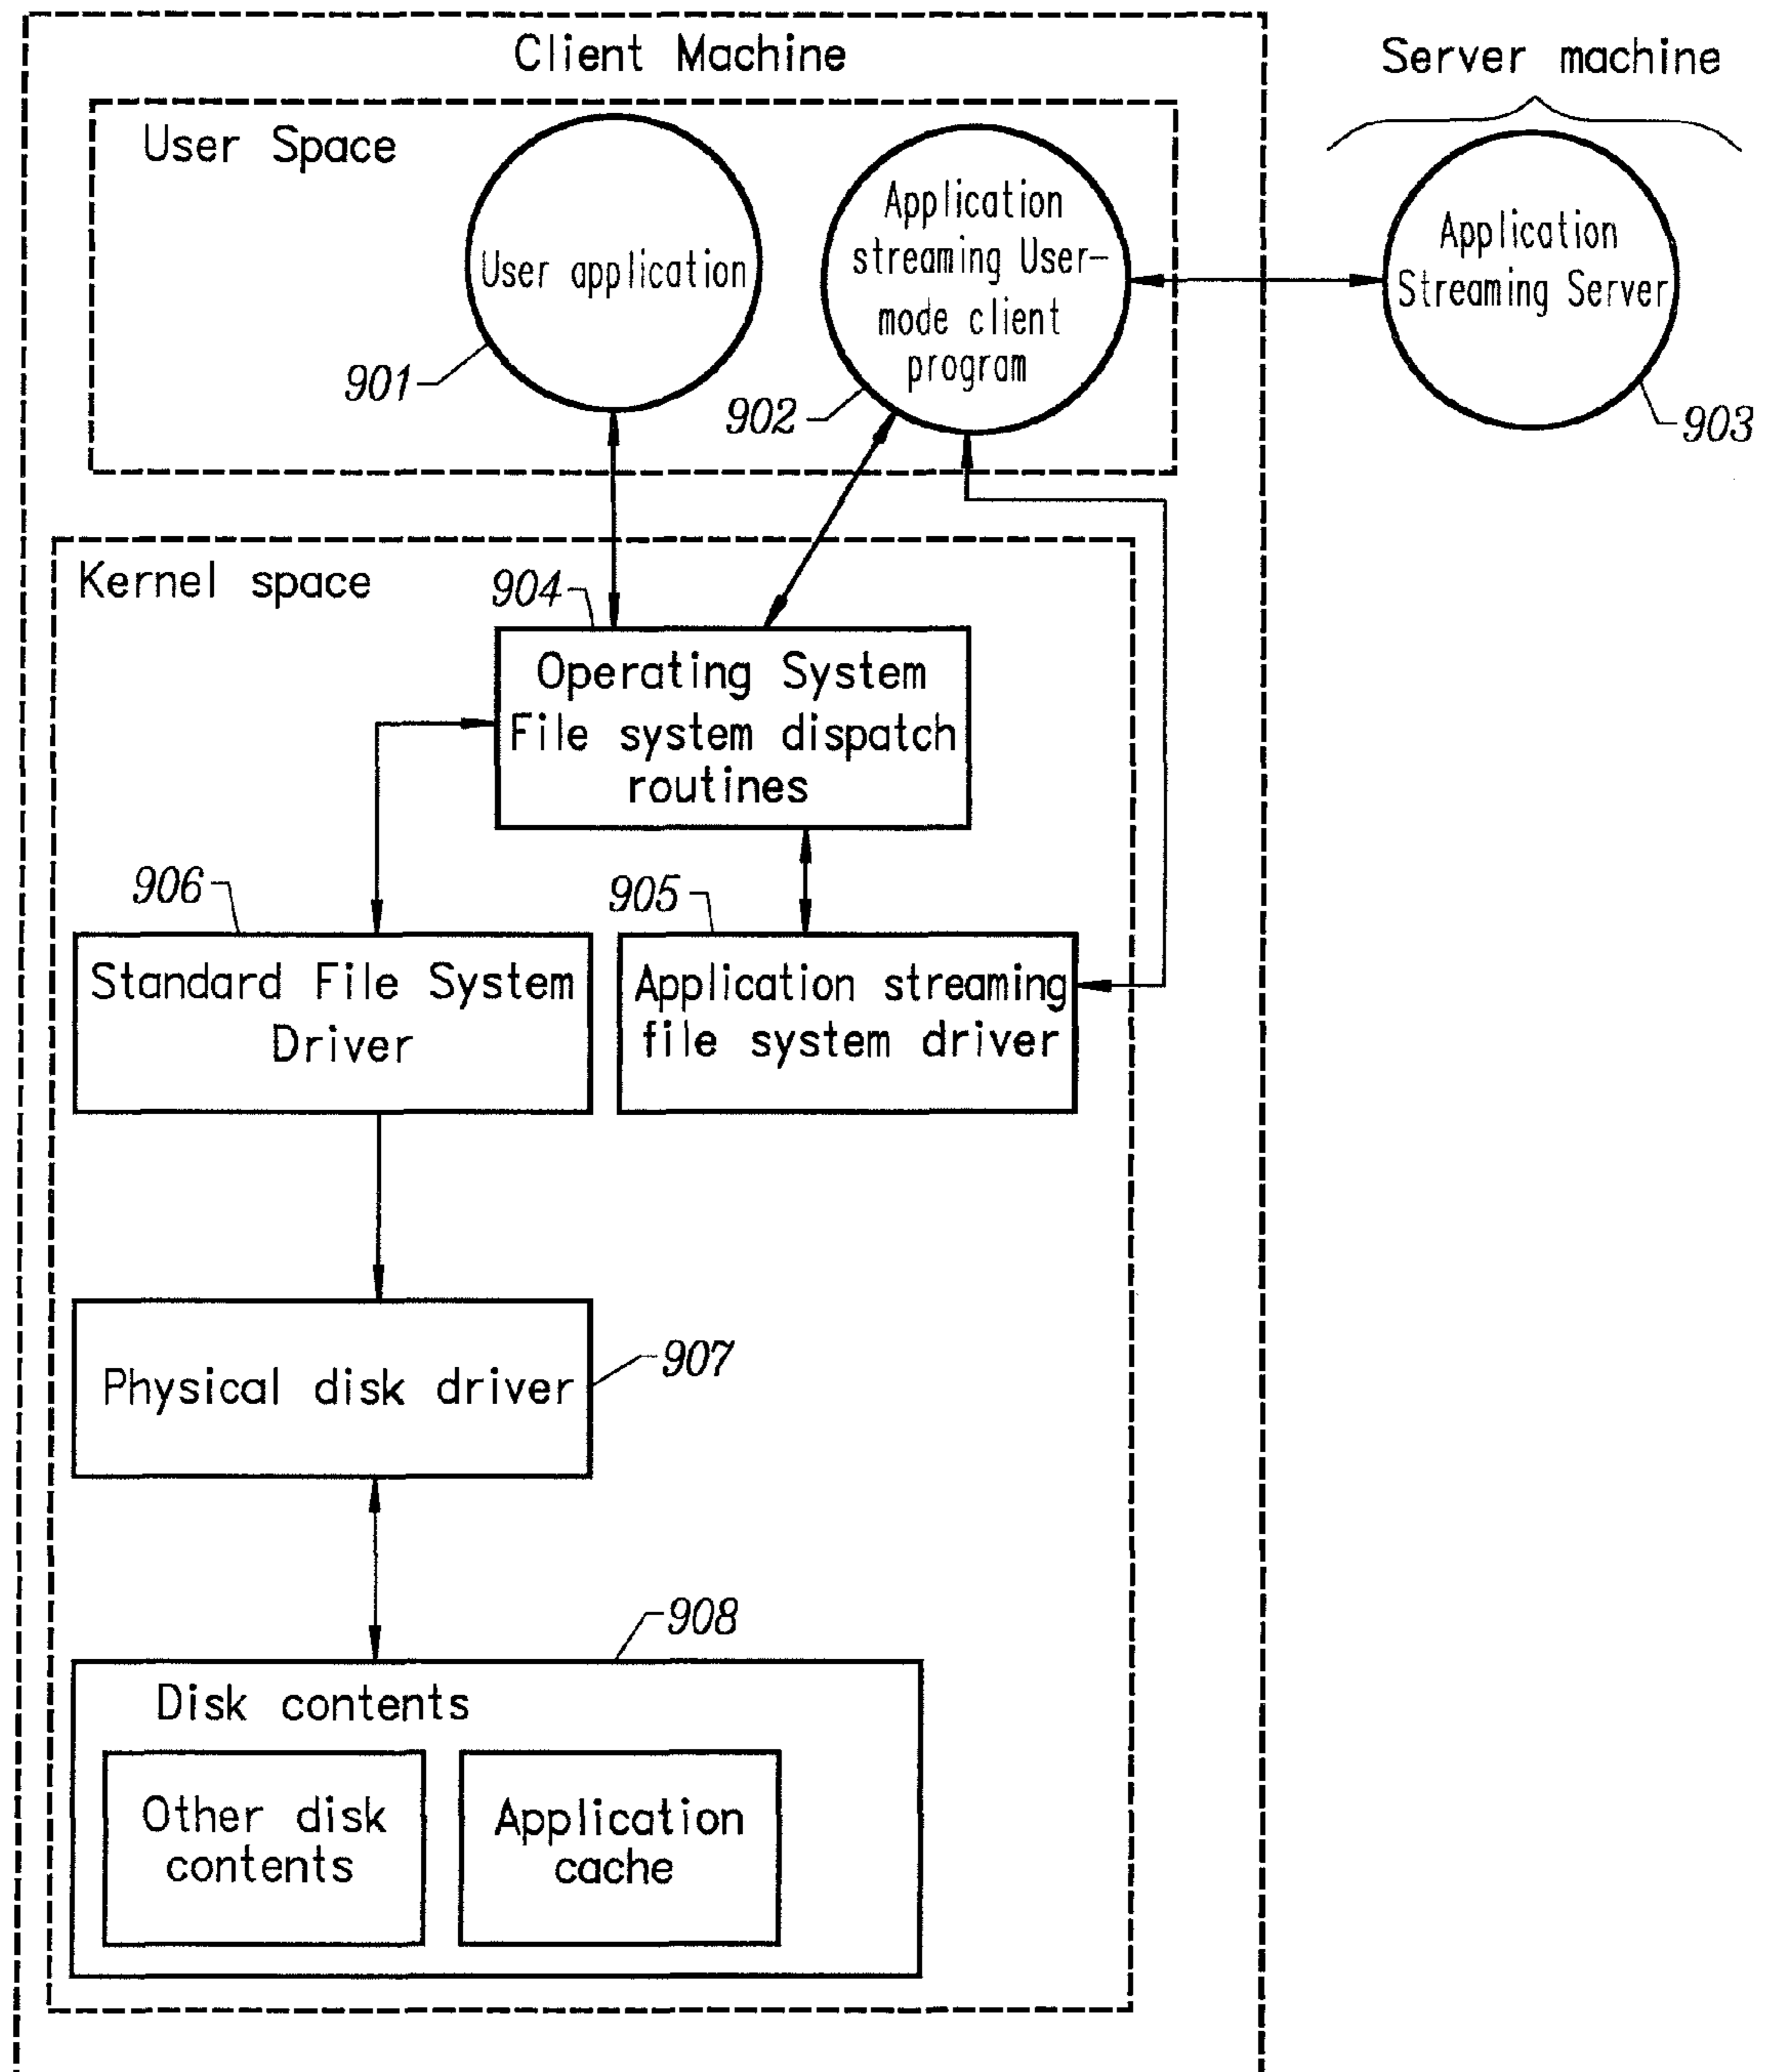 Client Machine
Server machine
User Space
User application
Application
streaming User-
mode client
program
Application
Streaming Server
901
902
903
Kernel space
904
Operating System
File system dispatch
routines
906
905
Standard File System
Driver
Application streaming
file system driver
Physical disk driver
907
908
Disk contents
Other disk
contents
Application
cache